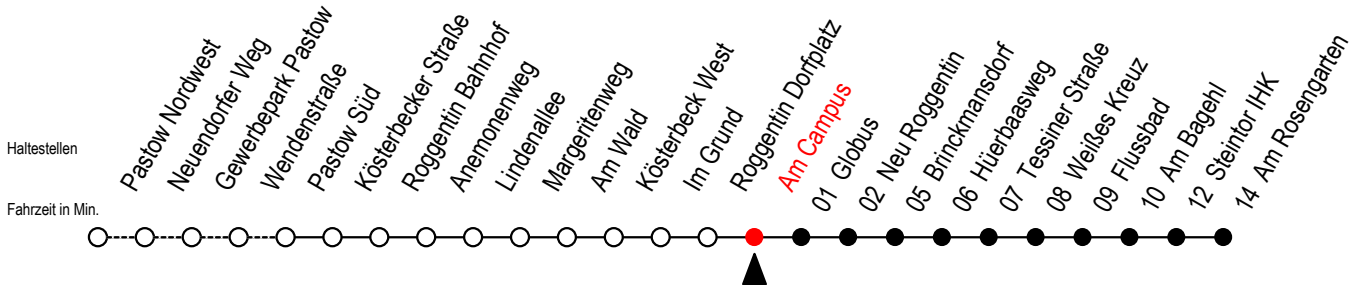 Haltestellen
Fahrzeit in Min.
Pastow Nordwest
Neuendorfer Weg
Gewerbepark Pastow
Wendenstraße
Pastow Süd
Kösterbecker Straße
Roggentin Bahnhof
Anemonenweg
Lindenallee
Margeritenweg
Am Wald
Kösterbeck West
Im Grund
Roggentin Dorfplatz
Am Campus
01 Globus
02 Neu Roggentin
05 Brinckmansdorf
06 Hüerbaasweg
07 Tessiner Straße
08 Weißes Kreuz
09 Flussbad
10 Am Bagehl
12 Steintor IHK
14 Am Rosengarten